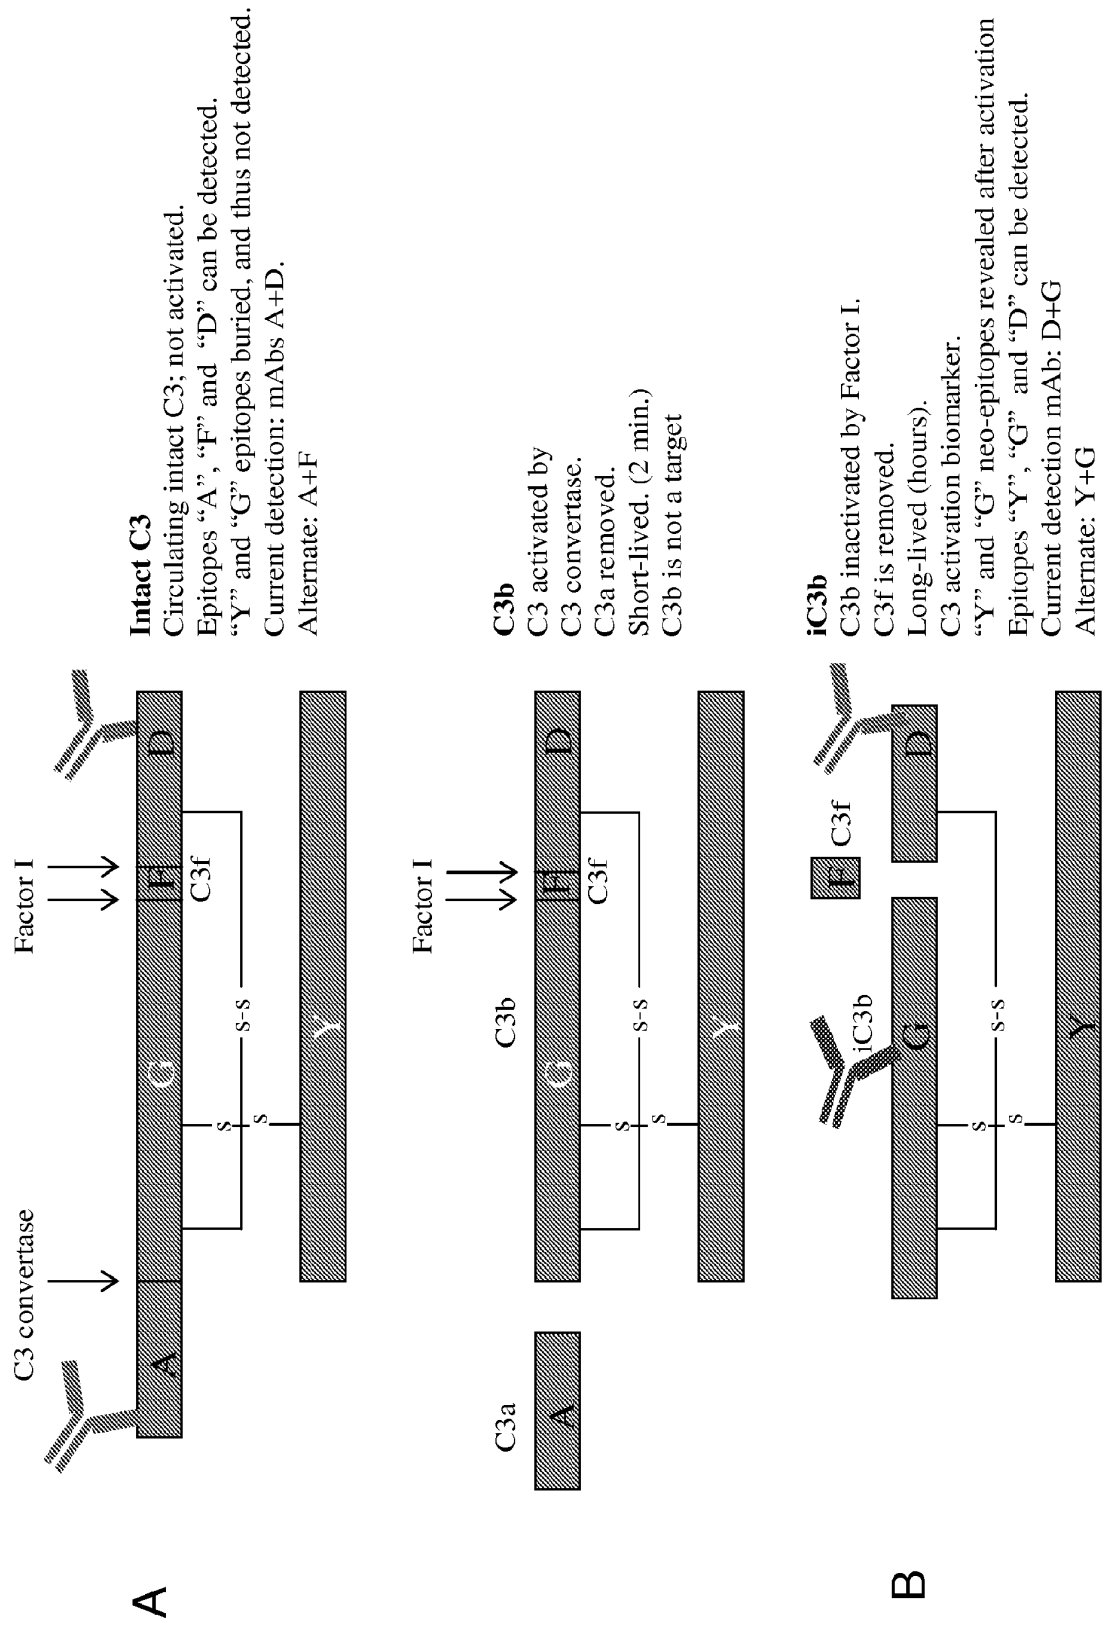 A
C3 convertase
Factor I
A
G
F
D
C3f
s-s
s
s
Y
Intact C3
Circulating intact C3; not activated.
Epitopes “A”, “F” and “D” can be detected.
“Y” and “G” epitopes buried, and thus not detected.
Current detection: mAbs A+D.
Alternate: A+F
C3a
A
C3b
Factor I
G
F
D
C3f
s-s
s
s
Y
C3b
C3 activated by
C3 convertase.
C3a removed.
Short-lived. (2 min.)
C3b is not a target
B
iC3b
F
C3f
G
D
s-s
s
s
Y
iC3b
C3b inactivated by Factor I.
C3f is removed.
Long-lived (hours).
C3 activation biomarker.
“Y” and “G” neo-epitopes revealed after activation
Epitopes “Y”, “G” and “D” can be detected.
Current detection mAb: D+G
Alternate: Y+G